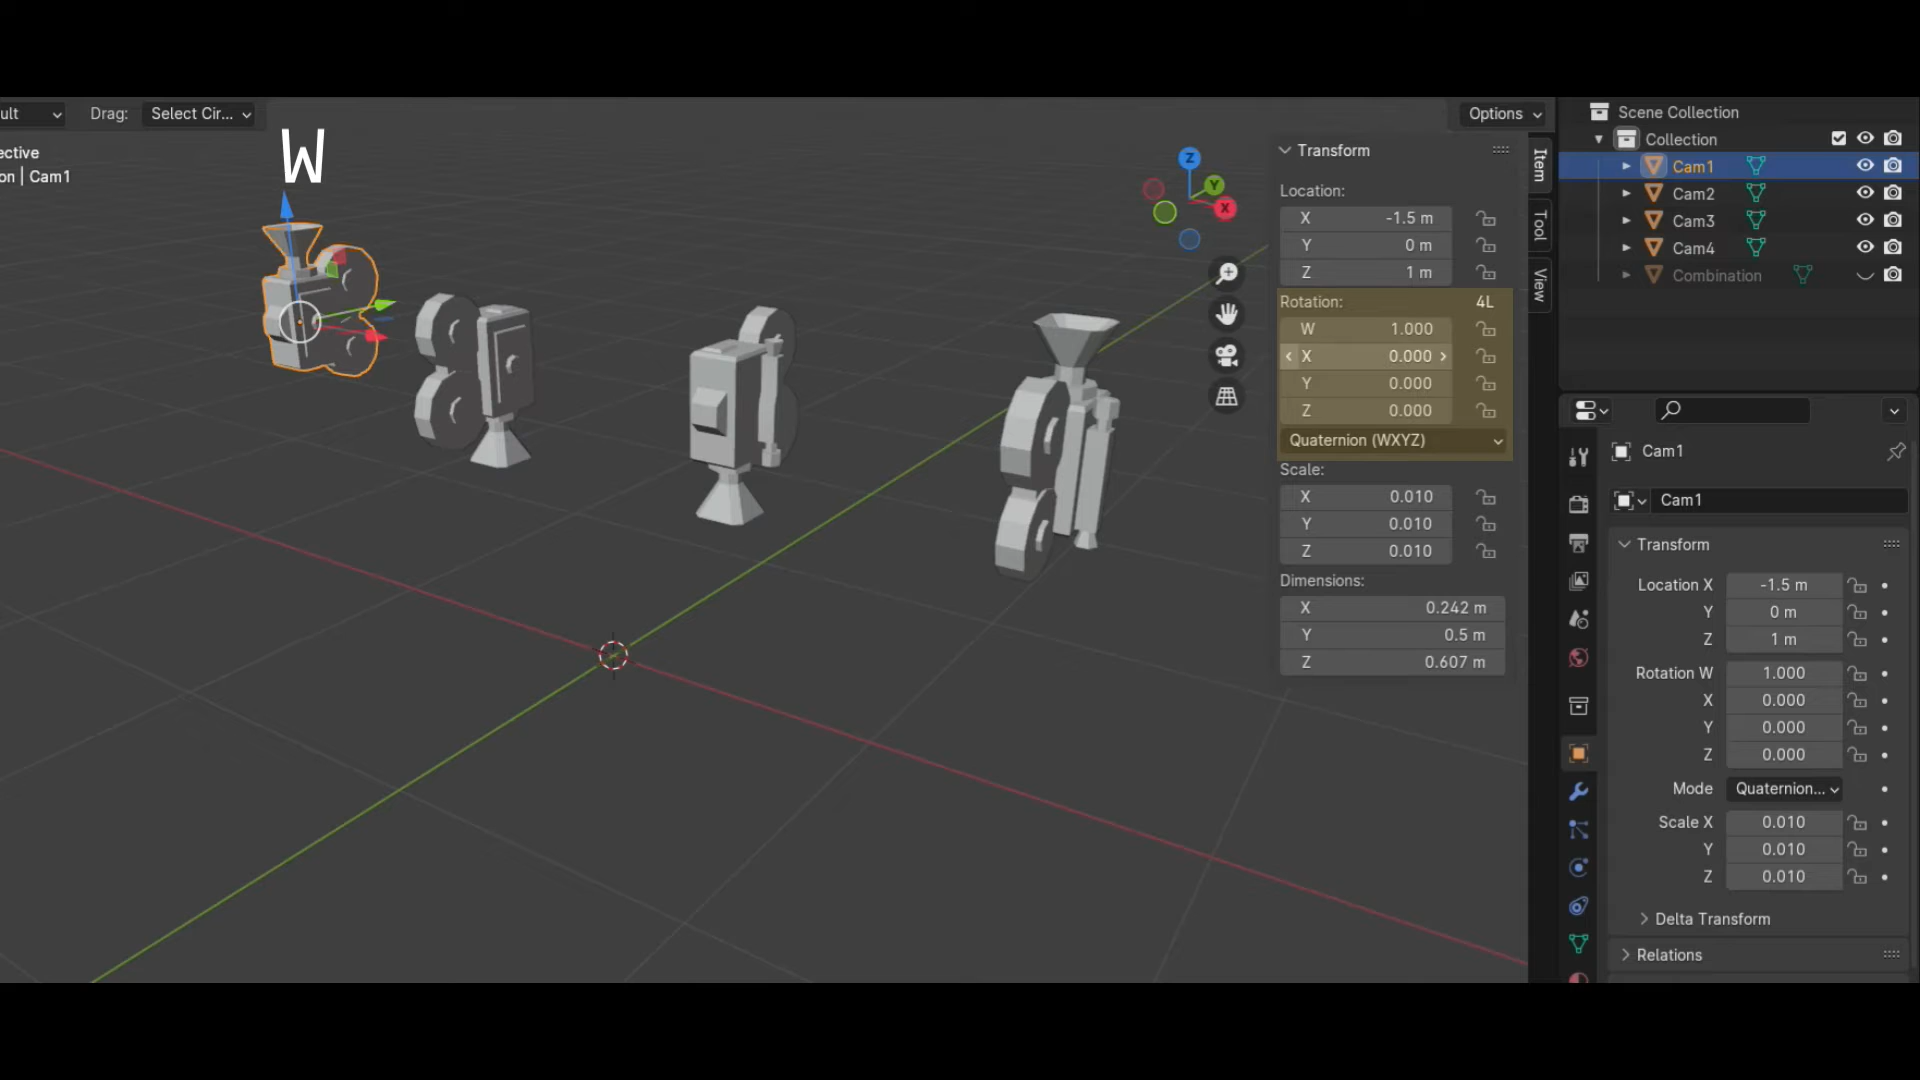 ult Drag: Select Cir... Options
ective
on | Cam1
W
Z
Y
X
Transform
Location:
X -1.5 m
Y 0 m
Z 1 m
Rotation: 4L
W 1.000
X 0.000
Y 0.000
Z 0.000
Quaternion (WXYZ)
Scale:
X 0.010
Y 0.010
Z 0.010
Dimensions:
X 0.242 m
Y 0.5 m
Z 0.607 m
Item
Tool
View
Scene Collection
Collection
Cam1
Cam2
Cam3
Cam4
Combination
Cam1
Cam1
Transform
Location X -1.5 m
Y 0 m
Z 1 m
Rotation W 1.000
X 0.000
Y 0.000
Z 0.000
Mode Quaternion...
Scale X 0.010
Y 0.010
Z 0.010
Delta Transform
Relations